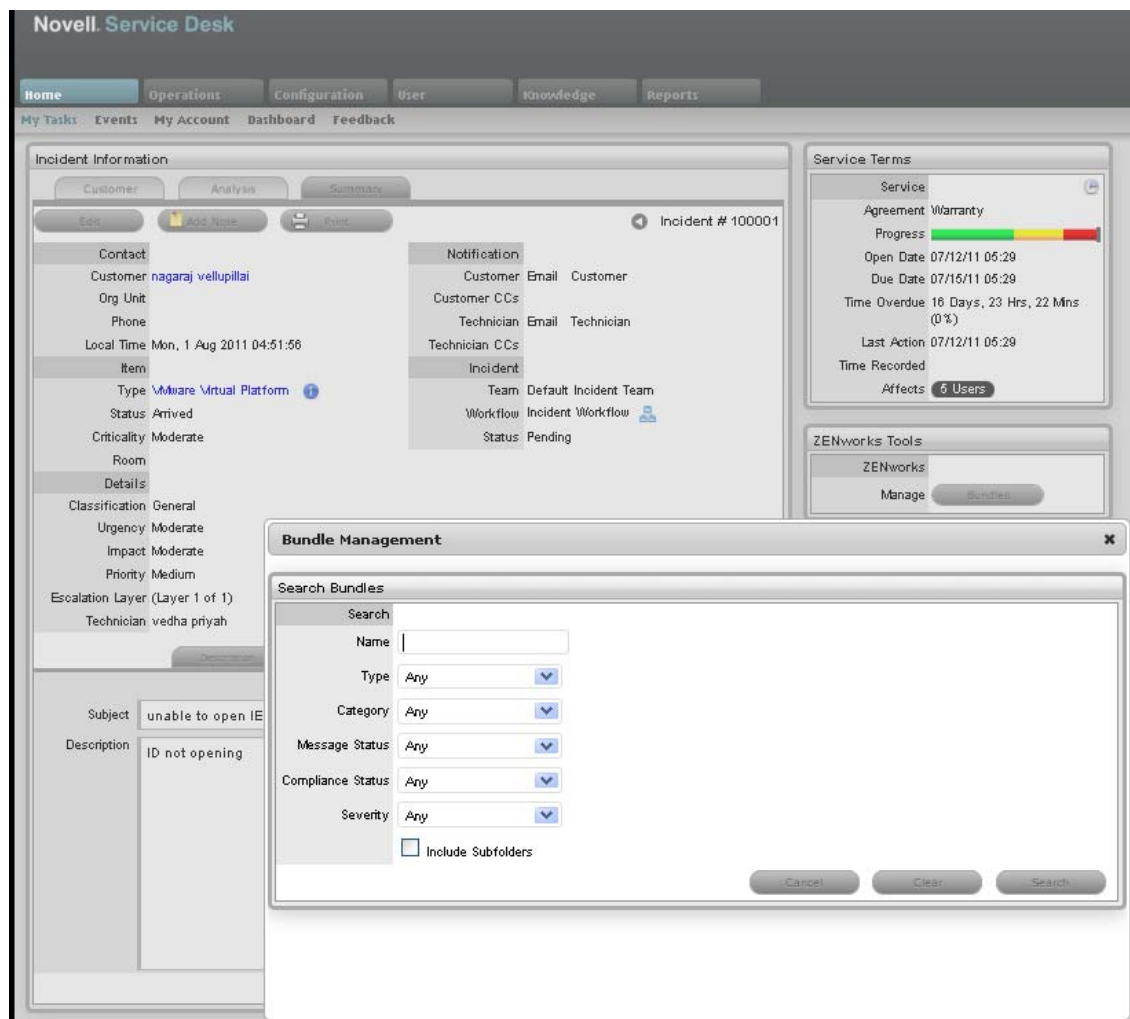 Novell. Service Desk
Home Operations Configuration User Knowledge Reports
My Tasks Events My Account Dashboard Feedback
Incident Information
Customer Analysis Summary
Edit Add Note Print Incident # 100001
Contact
Customer nagaraj vellupillai
Org Unit
Phone
Local Time Mon, 1 Aug 2011 04:51:56
Item
Type VMware Virtual Platform
Status Arrived
Criticality Moderate
Room
Details
Classification General
Urgency Moderate
Impact Moderate
Priority Medium
Escalation Layer (Layer 1 of 1)
Technician vedha priyah
Description
Subject unable to open IE
Description ID not opening
Notification
Customer Email Customer
Customer CCs
Technician Email Technician
Technician CCs
Incident
Team Default Incident Team
Workflow Incident Workflow
Status Pending
Service Terms
Service
Agreement Warranty
Progress
Open Date 07/12/11 05:29
Due Date 07/15/11 05:29
Time Overdue 16 Days, 23 Hrs, 22 Mins
(0%)
Last Action 07/12/11 05:29
Time Recorded
Affects 6 Users
ZENworks Tools
ZENworks
Manage Bundles
Bundle Management
Search Bundles
Search
Name
Type Any
Category Any
Message Status Any
Compliance Status Any
Severity Any
Include Subfolders
Cancel Clear Search